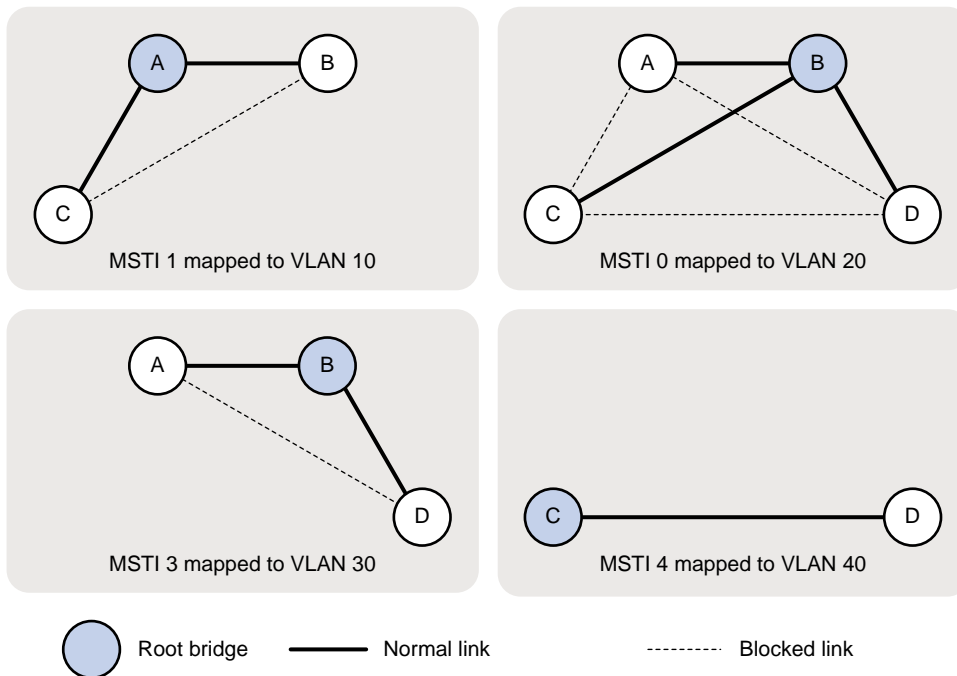 A
B
C
MSTI 1 mapped to VLAN 10
A
B
C
D
MSTI 0 mapped to VLAN 20
A
B
D
MSTI 3 mapped to VLAN 30
C
D
MSTI 4 mapped to VLAN 40
Root bridge
Normal link
Blocked link